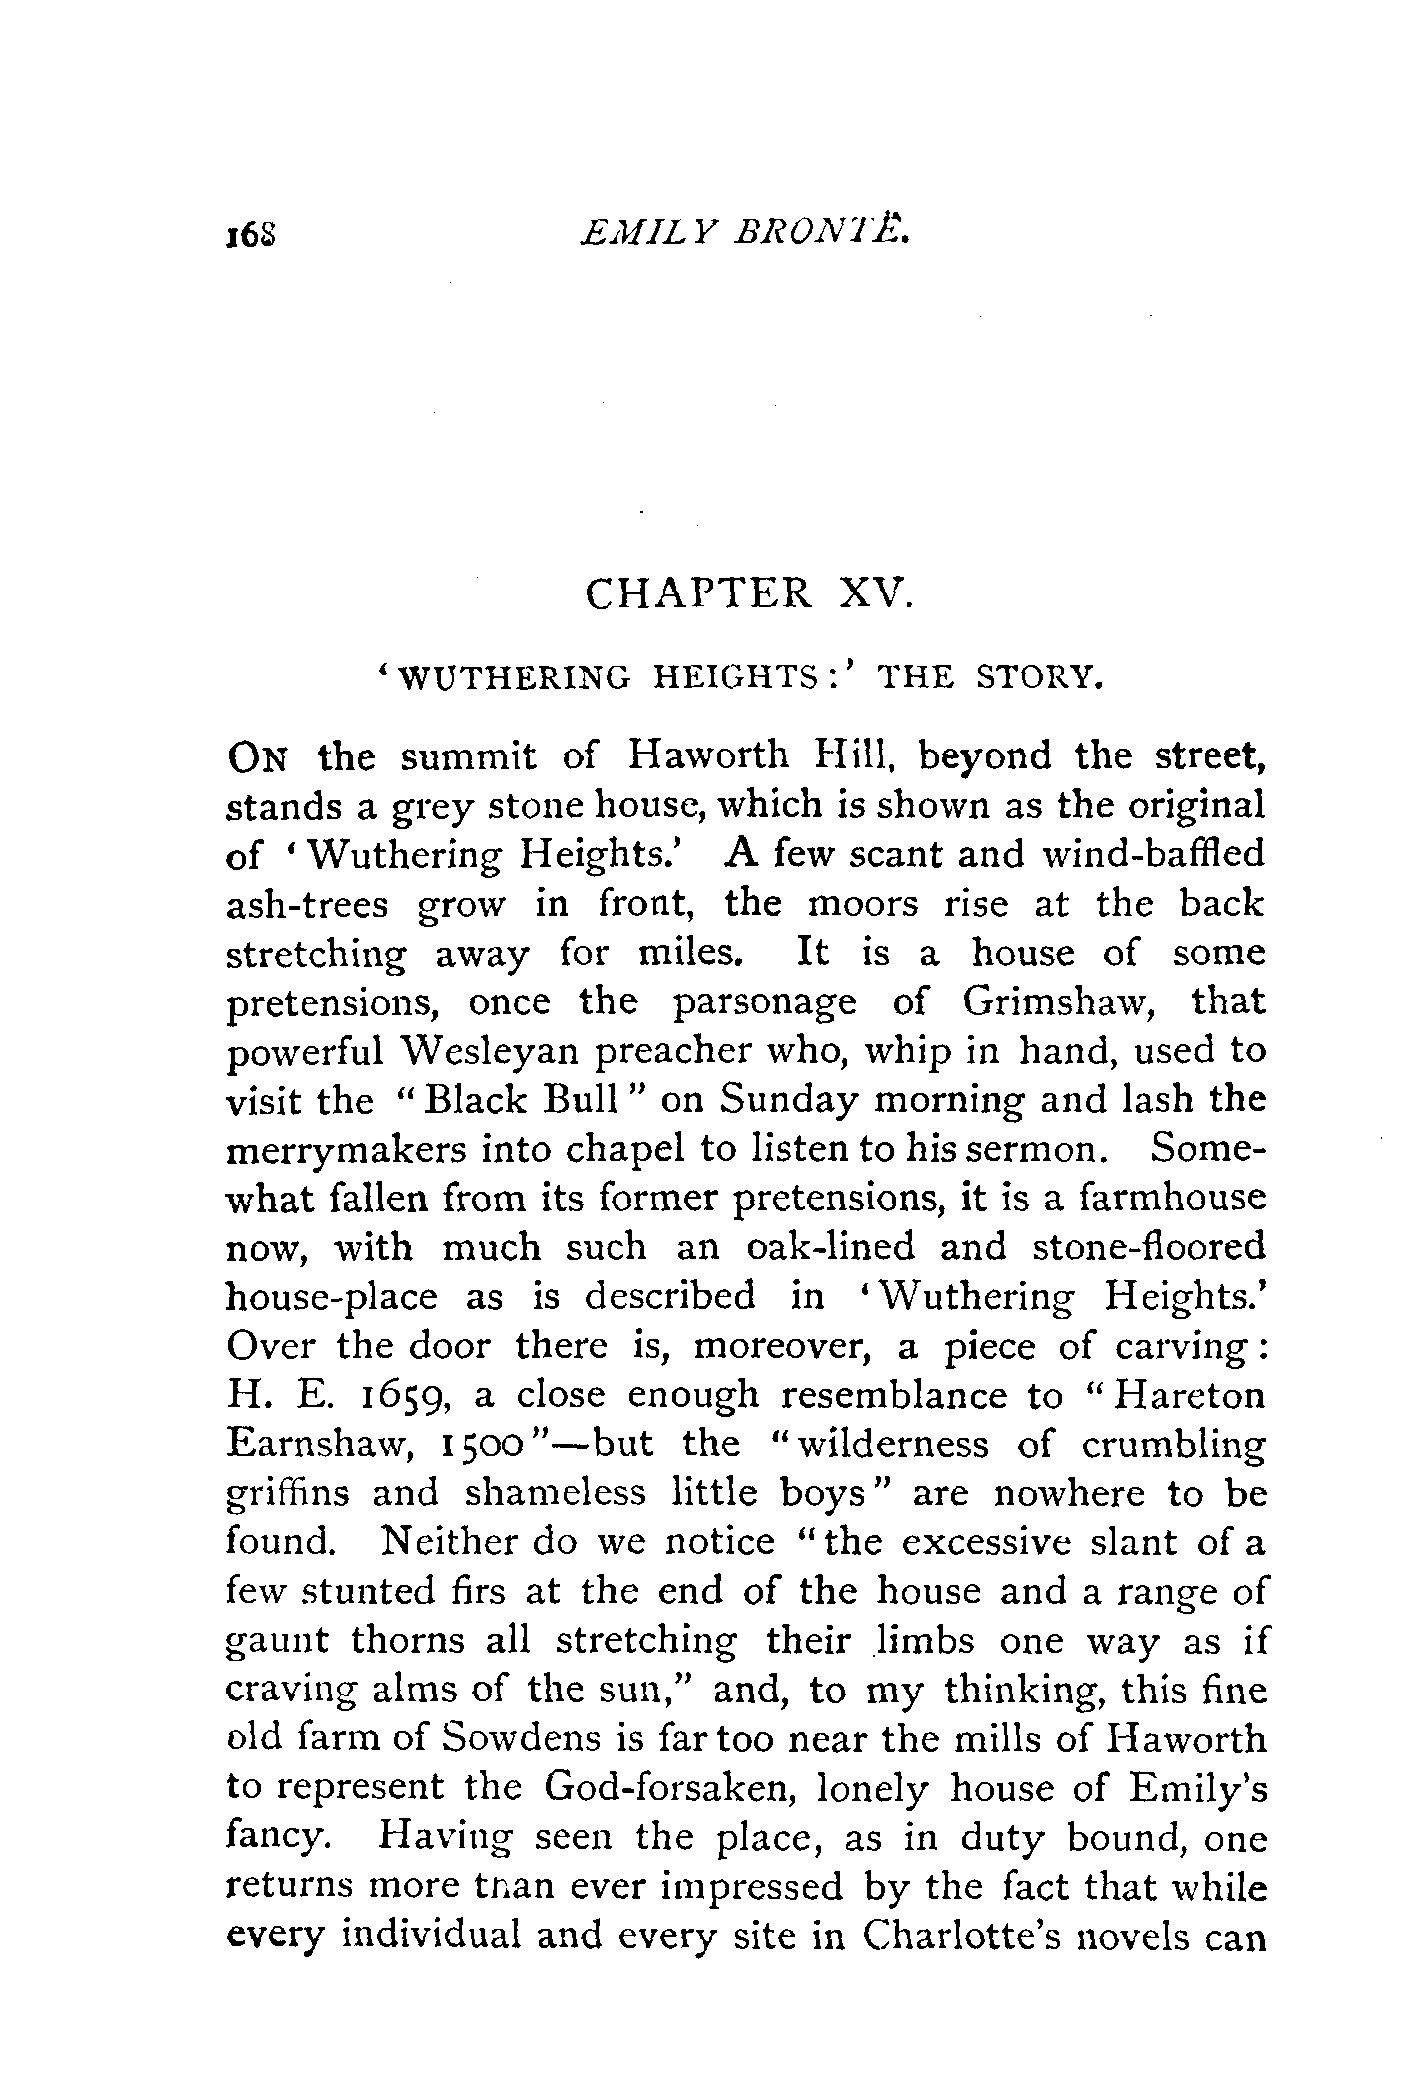 168 EMILY BRONTË.
CHAPTER XV.
‘WUTHERING HEIGHTS:’ THE STORY.
ON the summit of Haworth Hill, beyond the street,
stands a grey stone house, which is shown as the original
of ‘Wuthering Heights.’ A few scant and wind-baffled
ash-trees grow in front, the moors rise at the back
stretching away for miles. It is a house of some
pretensions, once the parsonage of Grimshaw, that
powerful Wesleyan preacher who, whip in hand, used to
visit the “Black Bull” on Sunday morning and lash the
merrymakers into chapel to listen to his sermon. Some-
what fallen from its former pretensions, it is a farmhouse
now, with much such an oak-lined and stone-floored
house-place as is described in ‘Wuthering Heights.’
Over the door there is, moreover, a piece of carving:
H. E. 1659, a close enough resemblance to “Hareton
Earnshaw, 1500”—but the “wilderness of crumbling
griffins and shameless little boys” are nowhere to be
found. Neither do we notice “the excessive slant of a
few stunted firs at the end of the house and a range of
gaunt thorns all stretching their limbs one way as if
craving alms of the sun,” and, to my thinking, this fine
old farm of Sowdens is far too near the mills of Haworth
to represent the God-forsaken, lonely house of Emily’s
fancy. Having seen the place, as in duty bound, one
returns more than ever impressed by the fact that while
every individual and every site in Charlotte’s novels can